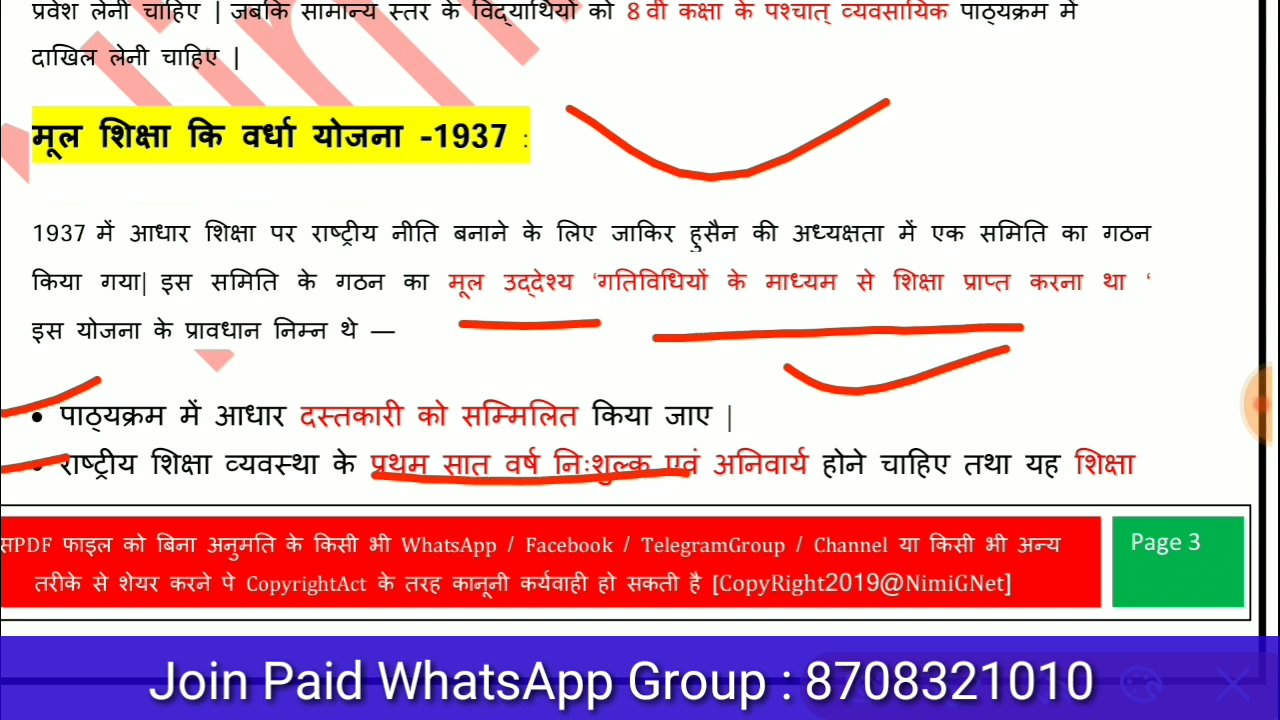 प्रवेश लेनी चाहिए | जबकि सामान्य स्तर के विद्यार्थियों को 8 वीं कक्षा के पश्चात् व्यवसायिक पाठ्यक्रम में
दाखिल लेनी चाहिए |
मूल शिक्षा कि वर्धा योजना -1937 :
1937 में आधार शिक्षा पर राष्ट्रीय नीति बनाने के लिए जाकिर हुसैन की अध्यक्षता में एक समिति का गठन
किया गया| इस समिति के गठन का मूल उद्देश्य ‘गतिविधियों के माध्यम से शिक्षा प्राप्त करना था ‘
इस योजना के प्रावधान निम्न थे —
• पाठ्यक्रम में आधार दस्तकारी को सम्मिलित किया जाए |
• राष्ट्रीय शिक्षा व्यवस्था के प्रथम सात वर्ष निःशुल्क एवं अनिवार्य होने चाहिए तथा यह शिक्षा
सPDF फाइल को बिना अनुमति के किसी भी WhatsApp / Facebook / TelegramGroup / Channel या किसी भी अन्य
तरीके से शेयर करने पे CopyrightAct के तरह कानूनी कर्यवाही हो सकती है [CopyRight2019@NimiGNet]
Page 3
Join Paid WhatsApp Group : 8708321010